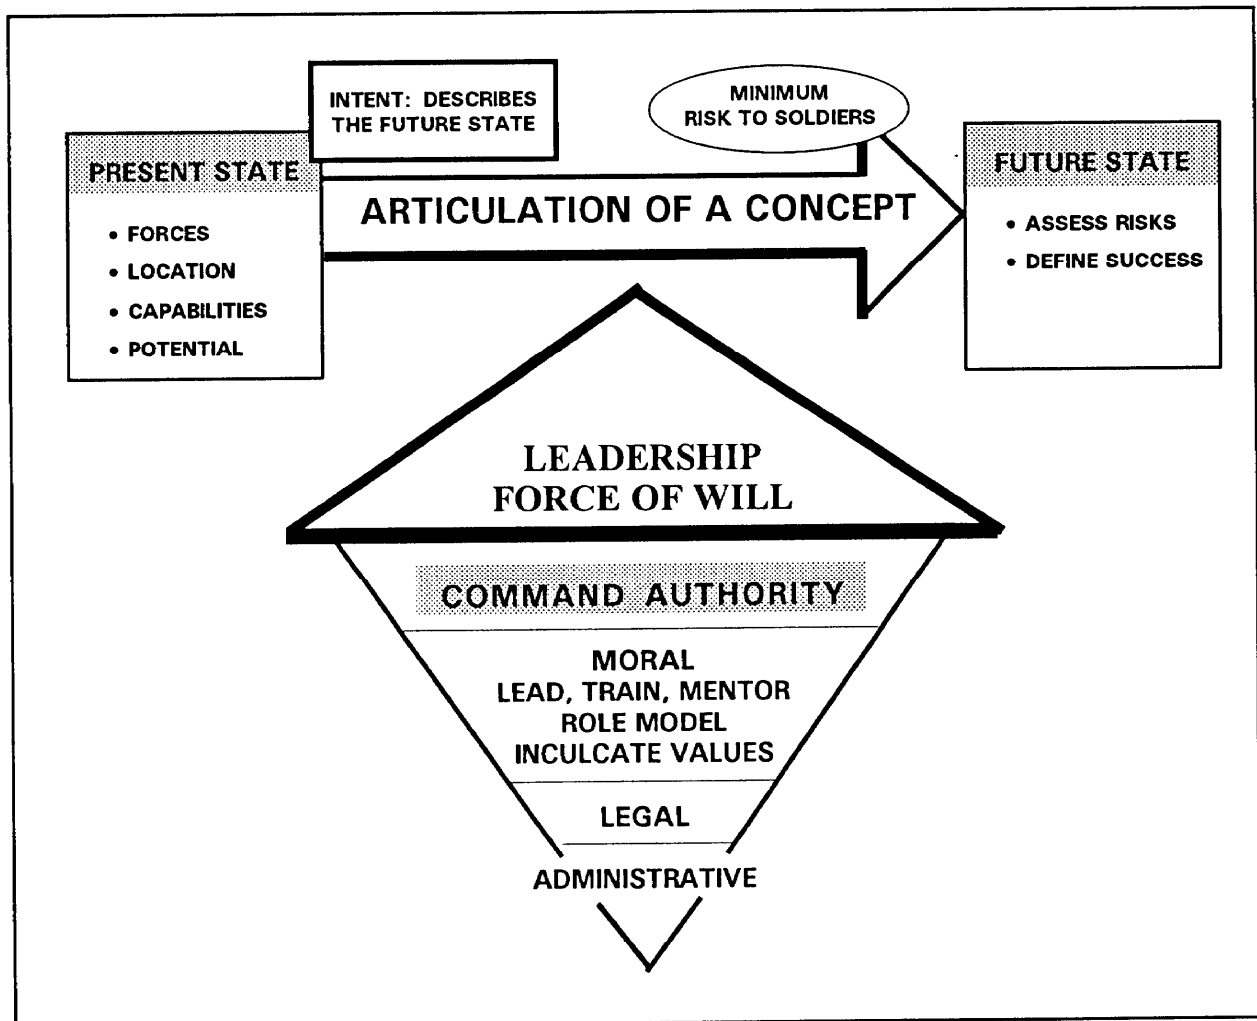 INTENT: DESCRIBES
THE FUTURE STATE
MINIMUM
RISK TO SOLDIERS
PRESENT STATE
• FORCES
• LOCATION
• CAPABILITIES
• POTENTIAL
ARTICULATION OF A CONCEPT
FUTURE STATE
• ASSESS RISKS
• DEFINE SUCCESS
LEADERSHIP
FORCE OF WILL
COMMAND AUTHORITY
MORAL
LEAD, TRAIN, MENTOR
ROLE MODEL
INCULCATE VALUES
LEGAL
ADMINISTRATIVE